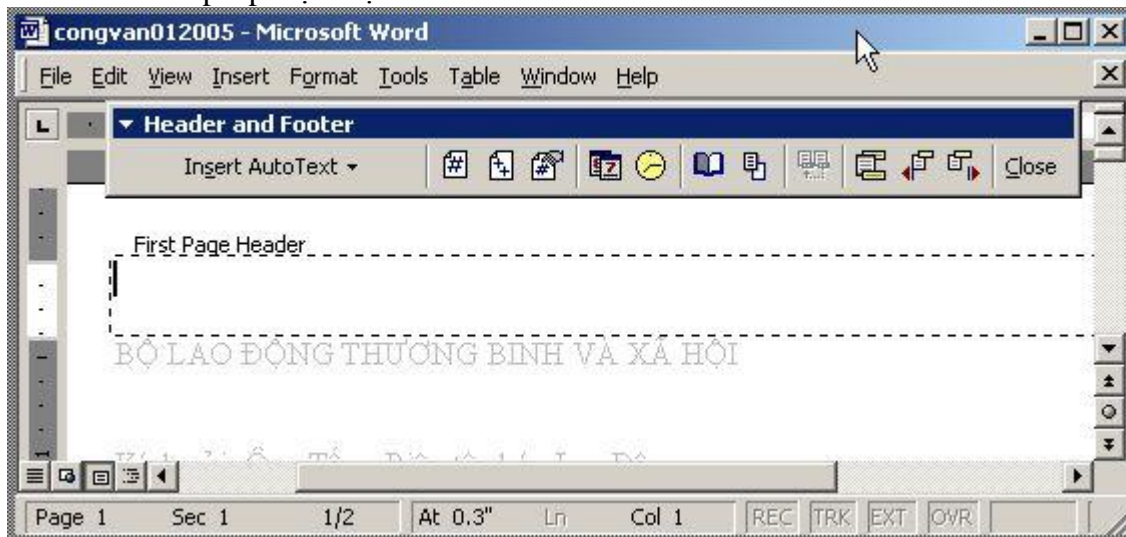 congvan012005 - Microsoft Word
File Edit View Insert Format Tools Table Window Help
Header and Footer
Insert AutoText
Close
First Page Header
BỘ LAO ĐỘNG THƯƠNG BINH VÀ XÃ HỘI
Page 1 Sec 1 1/2 At 0.3" Ln Col 1 REC TRK EXT OVR